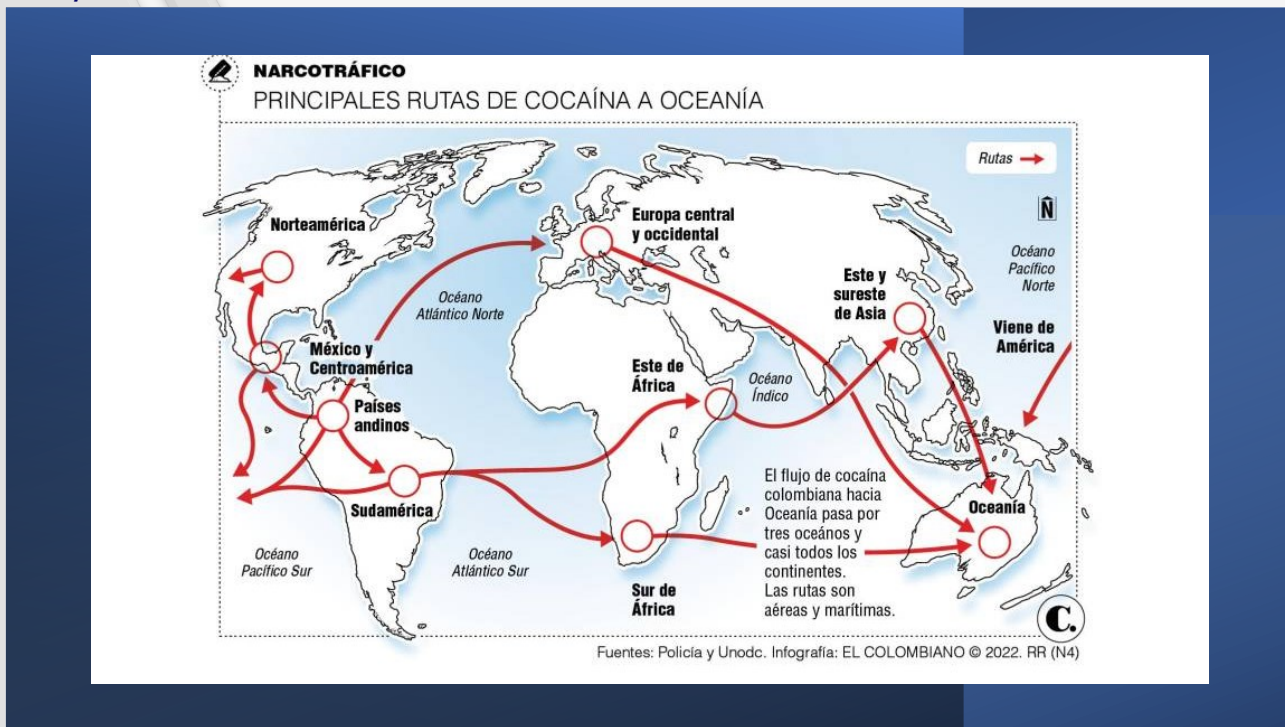 NARCOTRÁFICO
PRINCIPALES RUTAS DE COCAÍNA A OCEANÍA
Rutas
N
Norteamérica
Europa central
y occidental
Océano
Pacífico
Norte
Océano
Atlántico Norte
Este y
sureste
de Asia
Viene de
América
México y
Centroamérica
Este de
África
Océano
Índico
Países
andinos
El flujo de cocaína
colombiana hacia
Oceanía pasa por
tres océanos y
casi todos los
continentes.
Las rutas son
aéreas y marítimas.
Oceanía
Sudamérica
Océano
Pacífico Sur
Océano
Atlántico Sur
Sur de
África
C.
Fuentes: Policía y Unodc. Infografía: EL COLOMBIANO © 2022. RR (N4)